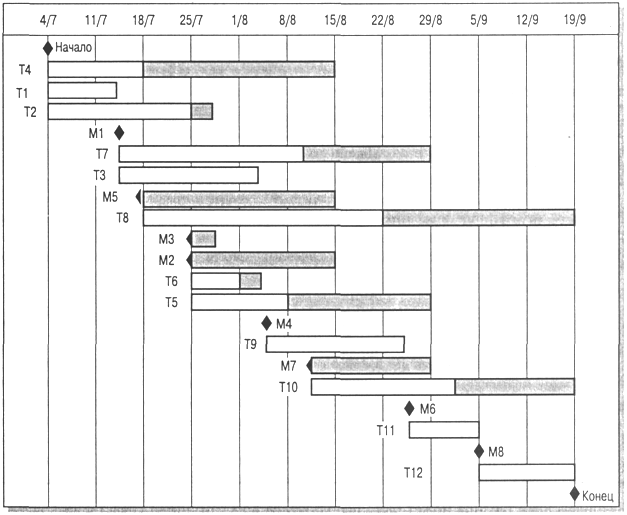 4/7 11/7 18/7 25/7 1/8 8/8 15/8 22/8 29/8 5/9 12/9 19/9
Начало
T4
T1
T2
M1
T7
T3
M5
T8
M3
M2
T6
T5
M4
T9
M7
T10
M6
T11
M8
T12
Конец